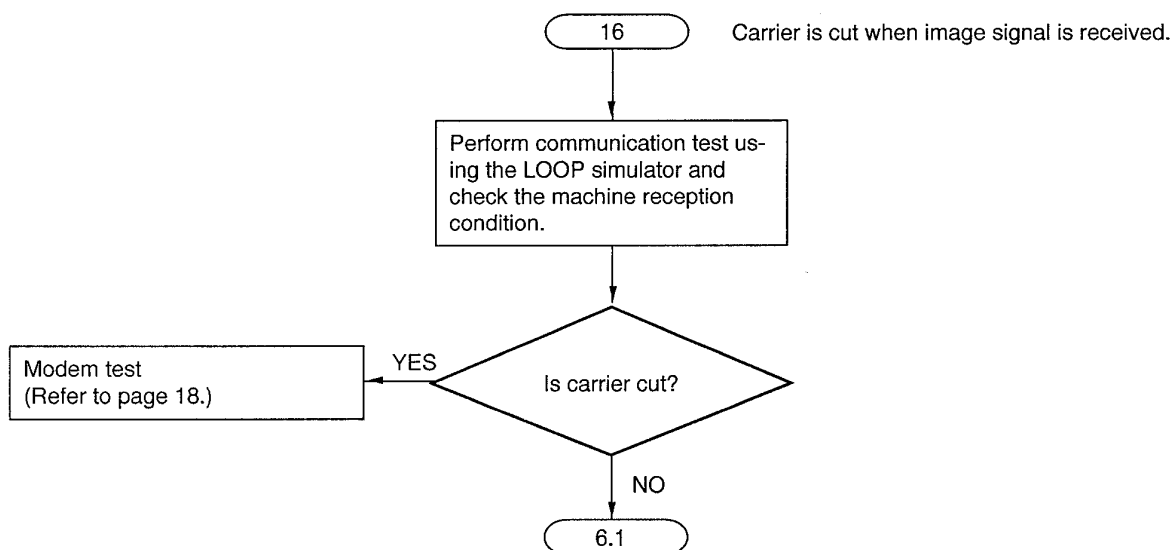 16
Carrier is cut when image signal is received.
Perform communication test us-
ing the LOOP simulator and
check the machine reception
condition.
Is carrier cut?
YES
Modem test
(Refer to page 18.)
NO
6.1